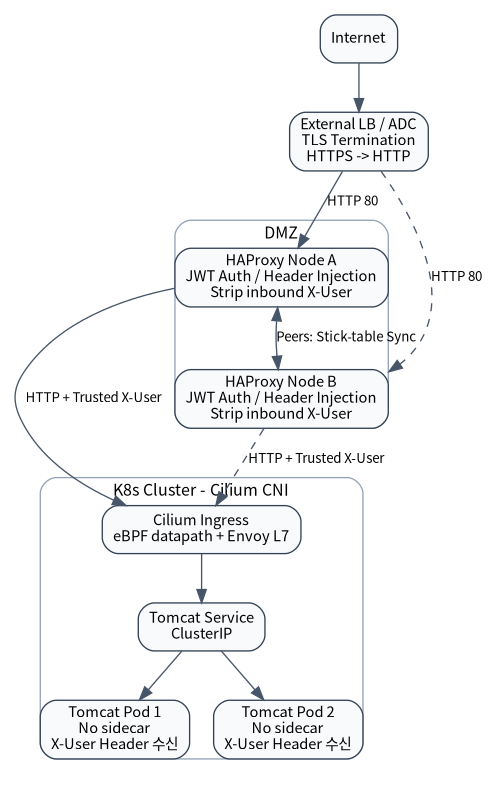 Internet
External LB / ADC
TLS Termination
HTTPS -> HTTP
HTTP 80
DMZ
HAProxy Node A
JWT Auth / Header Injection
Strip inbound X-User
HTTP 80
Peers: Stick-table Sync
HAProxy Node B
JWT Auth / Header Injection
Strip inbound X-User
HTTP + Trusted X-User
HTTP + Trusted X-User
K8s Cluster - Cilium CNI
Cilium Ingress
eBPF datapath + Envoy L7
Tomcat Service
ClusterIP
Tomcat Pod 1
No sidecar
X-User Header 수신
Tomcat Pod 2
No sidecar
X-User Header 수신